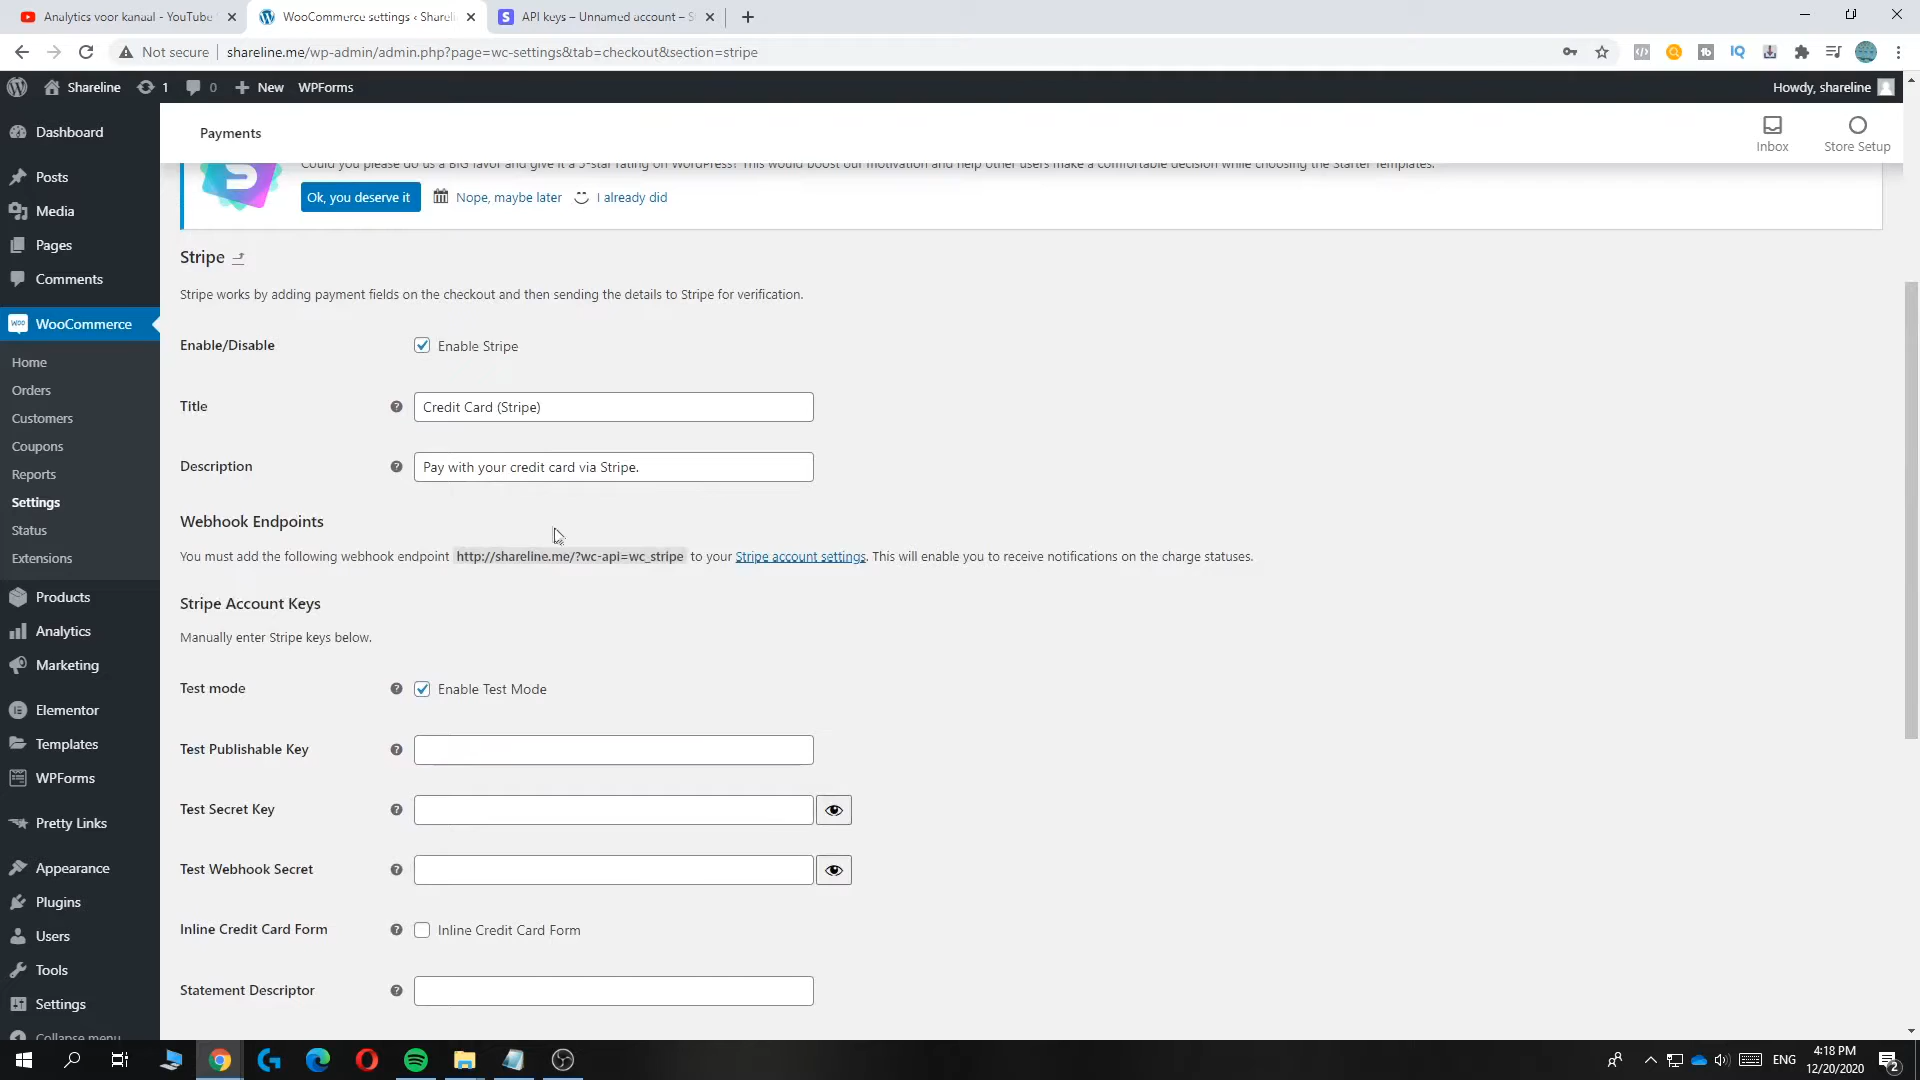 Analytics voor kanaal - YouTube
WooCommerce settings ‹ Shareli
API keys – Unnamed account – S
Not secure
shareline.me/wp-admin/admin.php?page=wc-settings&tab=checkout&section=stripe
Shareline
1
0
New
WPForms
Howdy, shareline
Dashboard
Posts
Media
Pages
Comments
WooCommerce
Home
Orders
Customers
Coupons
Reports
Settings
Status
Extensions
Products
Analytics
Marketing
Elementor
Templates
WPForms
Pretty Links
Appearance
Plugins
Users
Tools
Settings
Collapse menu
Payments
Inbox
Store Setup
Could you please do us a BIG favor and give it a 5-star rating on WordPress? This would boost our motivation and help other users make a comfortable decision while choosing the Starter Templates.
Ok, you deserve it
Nope, maybe later
I already did
Stripe
Stripe works by adding payment fields on the checkout and then sending the details to Stripe for verification.
Enable/Disable
Enable Stripe
Title
Credit Card (Stripe)
Description
Pay with your credit card via Stripe.
Webhook Endpoints
You must add the following webhook endpoint http://shareline.me/?wc-api=wc_stripe to your Stripe account settings. This will enable you to receive notifications on the charge statuses.
Stripe Account Keys
Manually enter Stripe keys below.
Test mode
Enable Test Mode
Test Publishable Key
Test Secret Key
Test Webhook Secret
Inline Credit Card Form
Inline Credit Card Form
Statement Descriptor
ENG
4:18 PM
12/20/2020
2